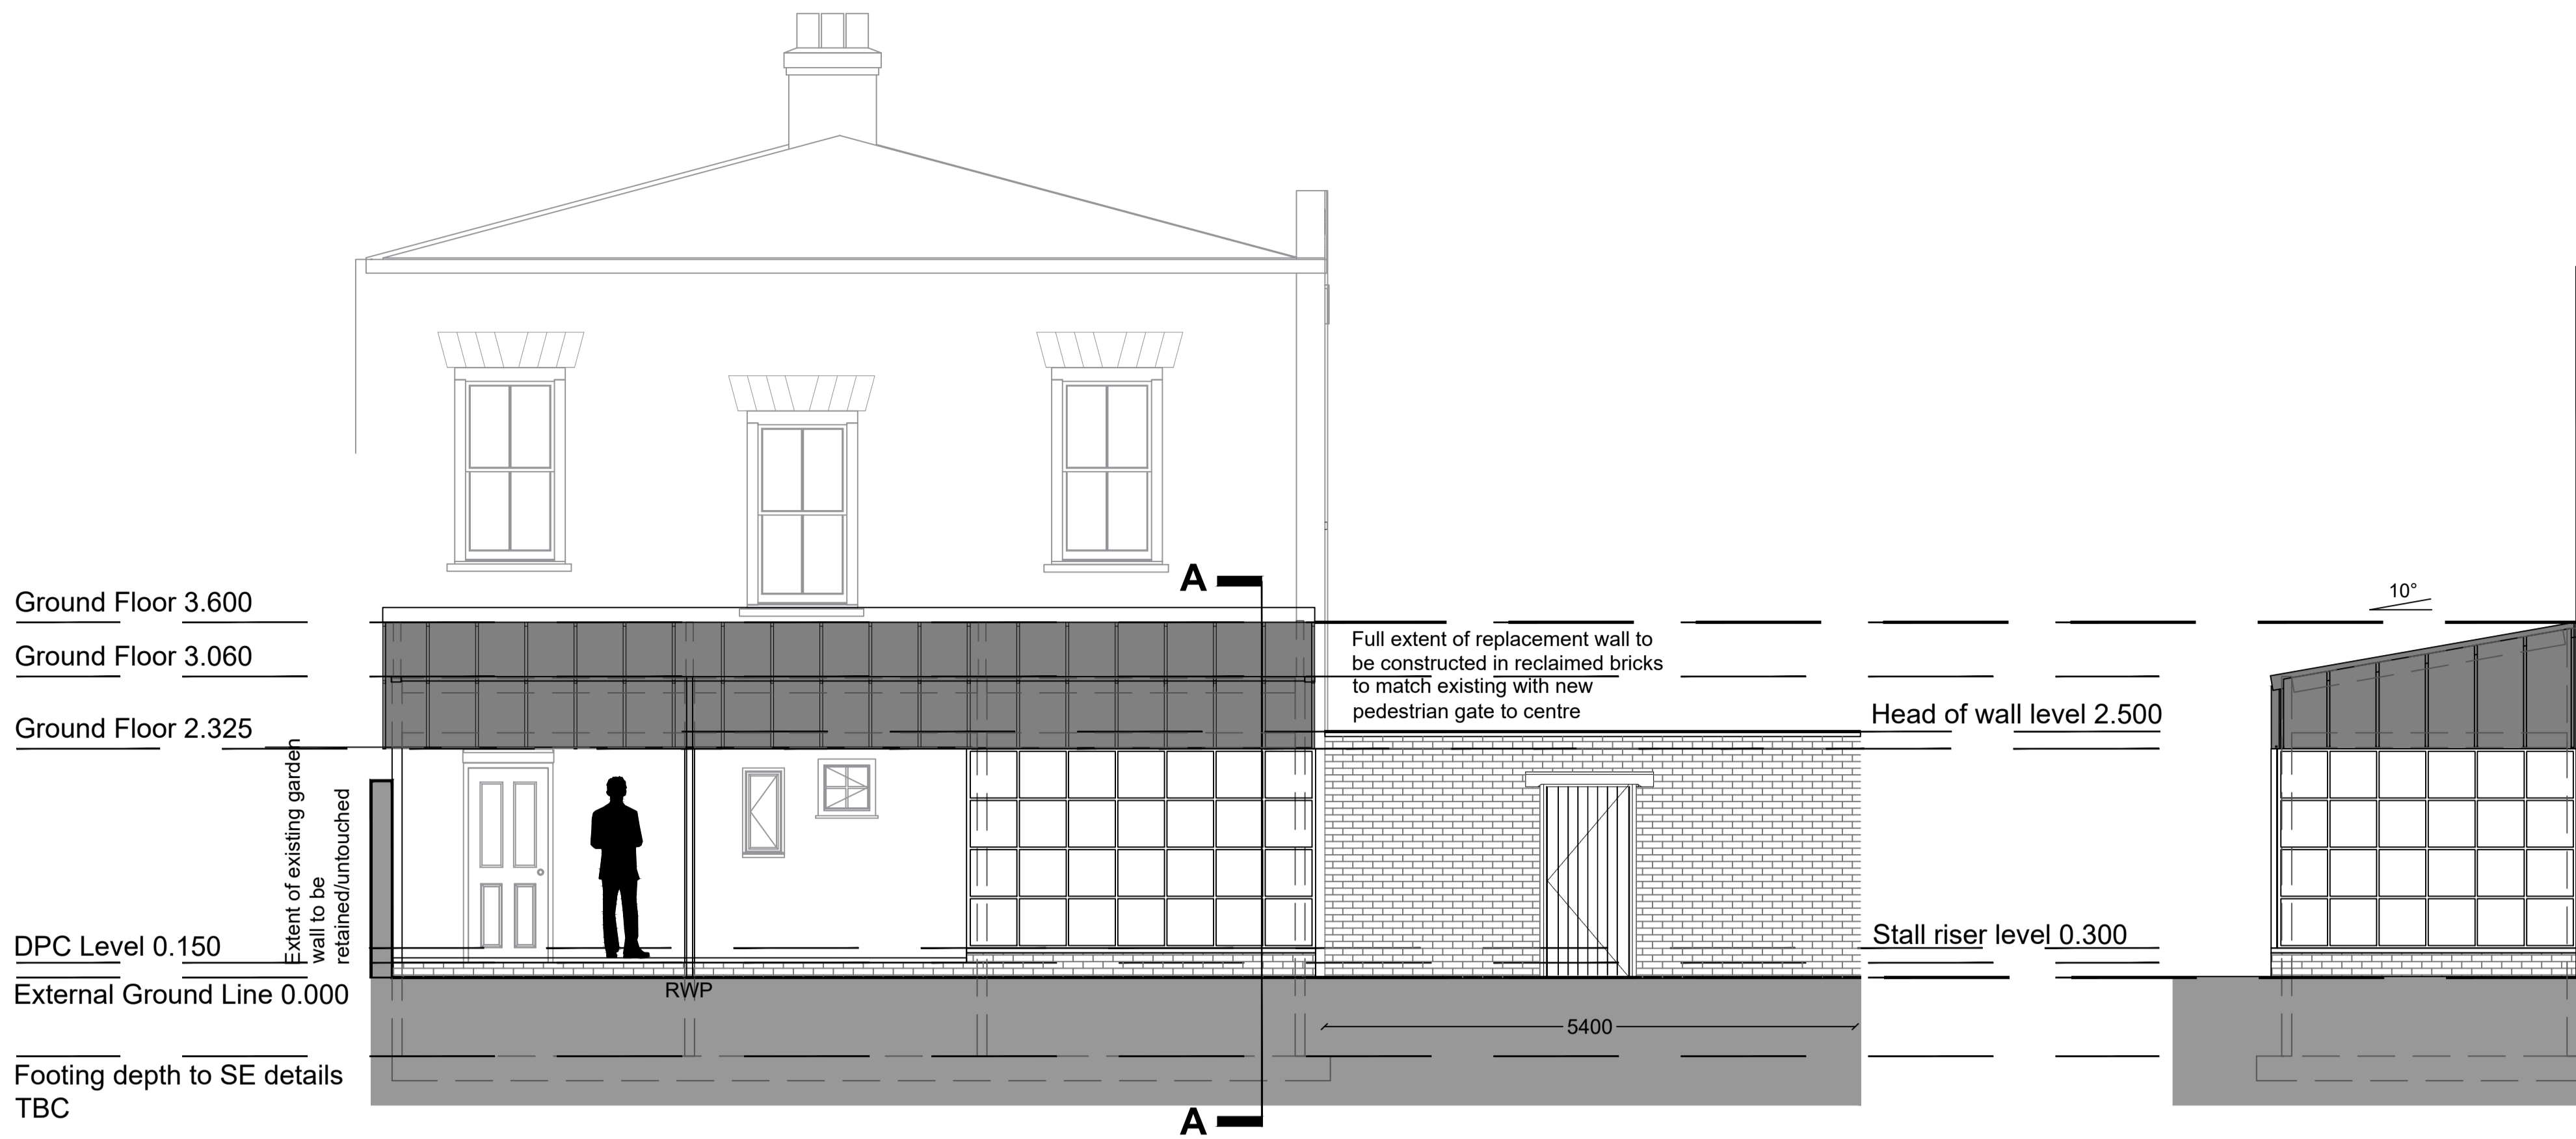 A
10°
Ground Floor 3.600
Full extent of replacement wall to
be constructed in reclaimed bricks
to match existing with new
pedestrian gate to centre
Ground Floor 3.060
Ground Floor 2.325
Head of wall level 2.500
Extent of existing garden
wall to be
retained/untouched
DPC Level 0.150
Stall riser level 0.300
External Ground Line 0.000
RWP
5400
Footing depth to SE details
TBC
A